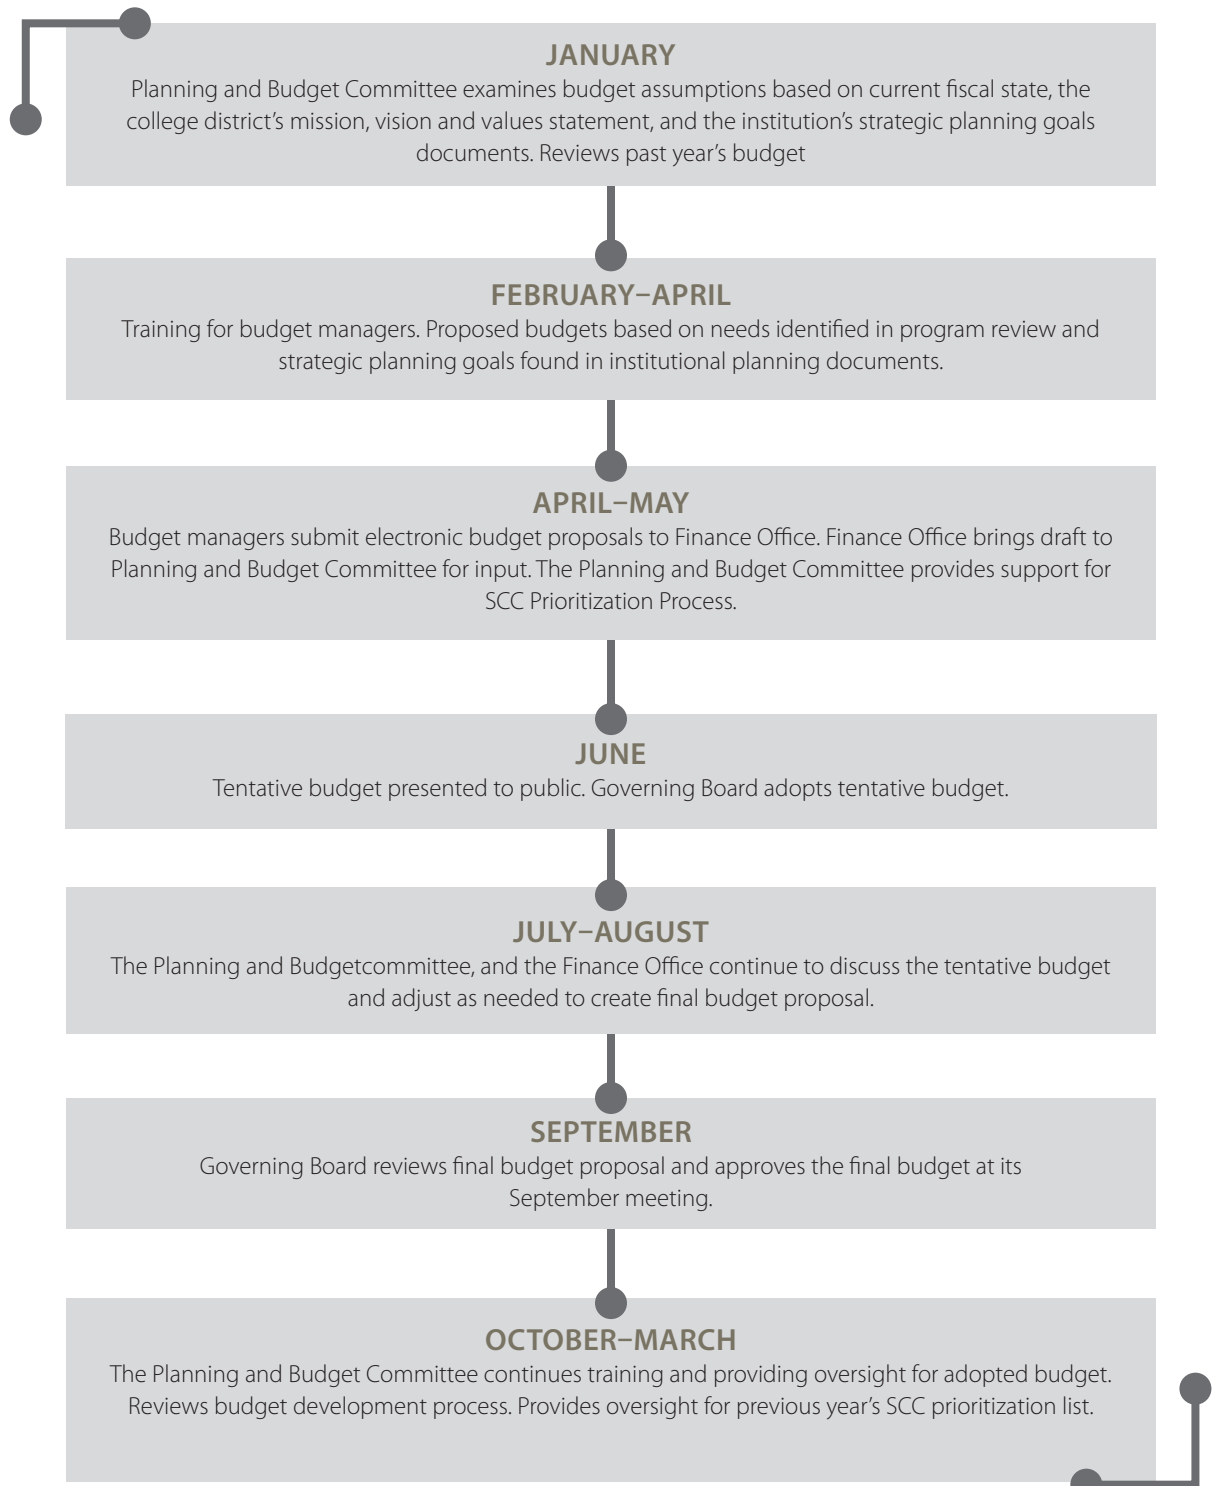 JANUARY
Planning and Budget Committee examines budget assumptions based on current fiscal state, the
college district’s mission, vision and values statement, and the institution’s strategic planning goals
documents. Reviews past year’s budget
FEBRUARY–APRIL
Training for budget managers. Proposed budgets based on needs identified in program review and
strategic planning goals found in institutional planning documents.
APRIL–MAY
Budget managers submit electronic budget proposals to Finance Office. Finance Office brings draft to
Planning and Budget Committee for input. The Planning and Budget Committee provides support for
SCC Prioritization Process.
JUNE
Tentative budget presented to public. Governing Board adopts tentative budget.
JULY–AUGUST
The Planning and Budgetcommittee, and the Finance Office continue to discuss the tentative budget
and adjust as needed to create final budget proposal.
SEPTEMBER
Governing Board reviews final budget proposal and approves the final budget at its
September meeting.
OCTOBER–MARCH
The Planning and Budget Committee continues training and providing oversight for adopted budget.
Reviews budget development process. Provides oversight for previous year’s SCC prioritization list.